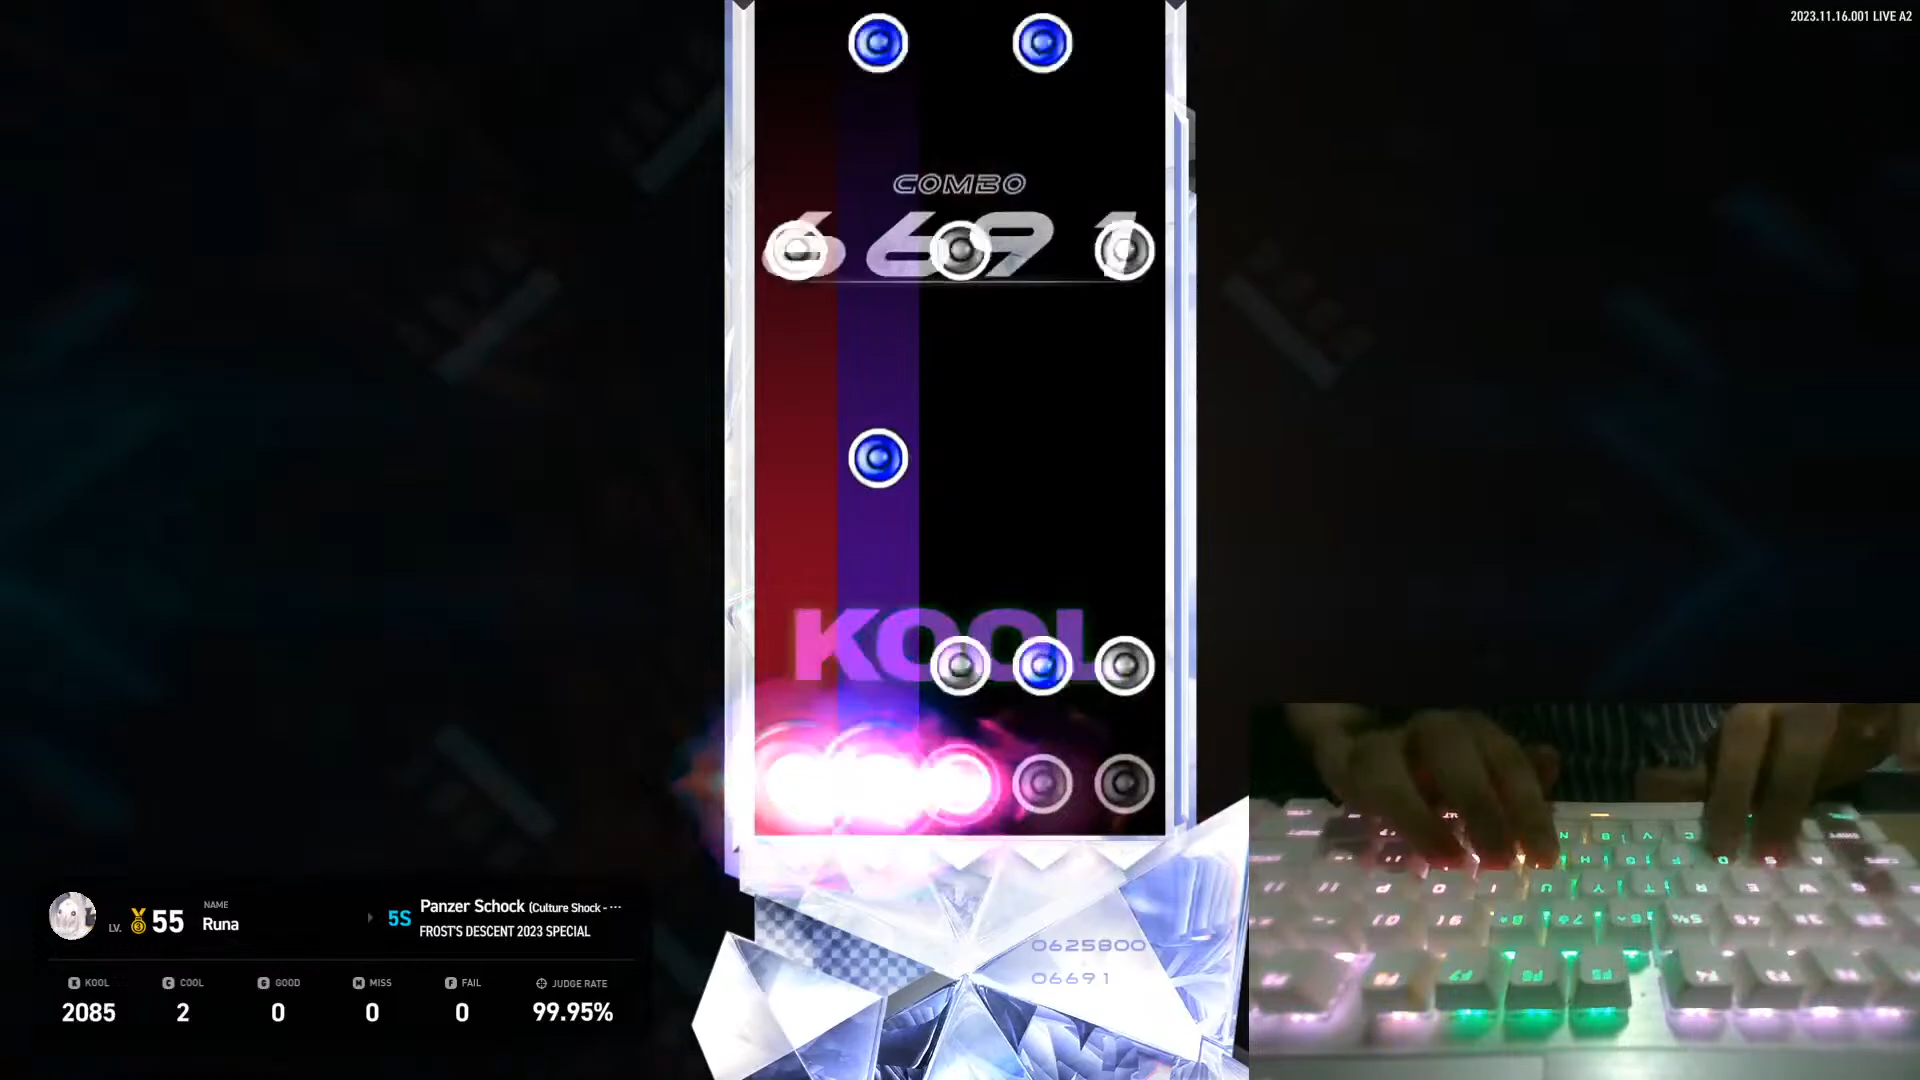 2023.11.16.001 LIVE A2
COMBO
6691
KOOL
LV. 55
NAME
Runa
5S
Panzer Schock (Culture Shock - ···
FROST'S DESCENT 2023 SPECIAL
K KOOL
C COOL
G GOOD
M MISS
F FAIL
JUDGE RATE
2085
2
0
0
0
99.95%
0625800
06691